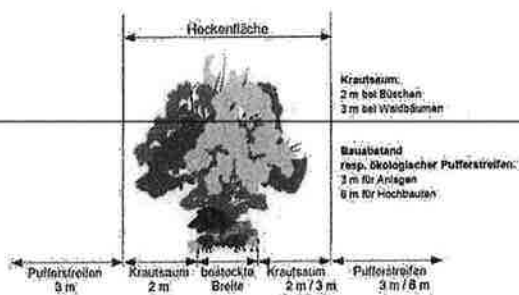 Heckenfläche
Krautsaum:
2 m bei Büschen
3 m bei Waldbäumen
Bauabstand
resp. ökologischer Pufferstreifen:
3 m für Anlagen
6 m für Hochbauten
Pufferstreifen Krautsaum bestockte Krautsaum Pufferstreifen
3 m 2 m Breite 2 m / 3 m 3 m / 6 m